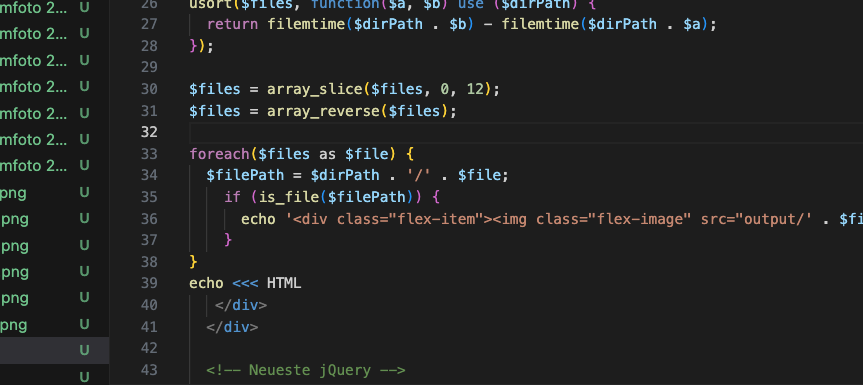 mfoto 2... U
mfoto 2... U
mfoto 2... U
mfoto 2... U
mfoto 2... U
mfoto 2... U
mfoto 2... U
png U
png U
png U
png U
png U
png U
U
U
26 usort($files, function($a, $b) use ($dirPath) {
27 return filemtime($dirPath . $b) - filemtime($dirPath . $a);
28 });
29
30 $files = array_slice($files, 0, 12);
31 $files = array_reverse($files);
32
33 foreach($files as $file) {
34 $filePath = $dirPath . '/' . $file;
35 if (is_file($filePath)) {
36 echo '<div class="flex-item"><img class="flex-image" src="output/' . $fi
37 }
38 }
39 echo <<< HTML
40 </div>
41 </div>
42
43 <!-- Neueste jQuery -->